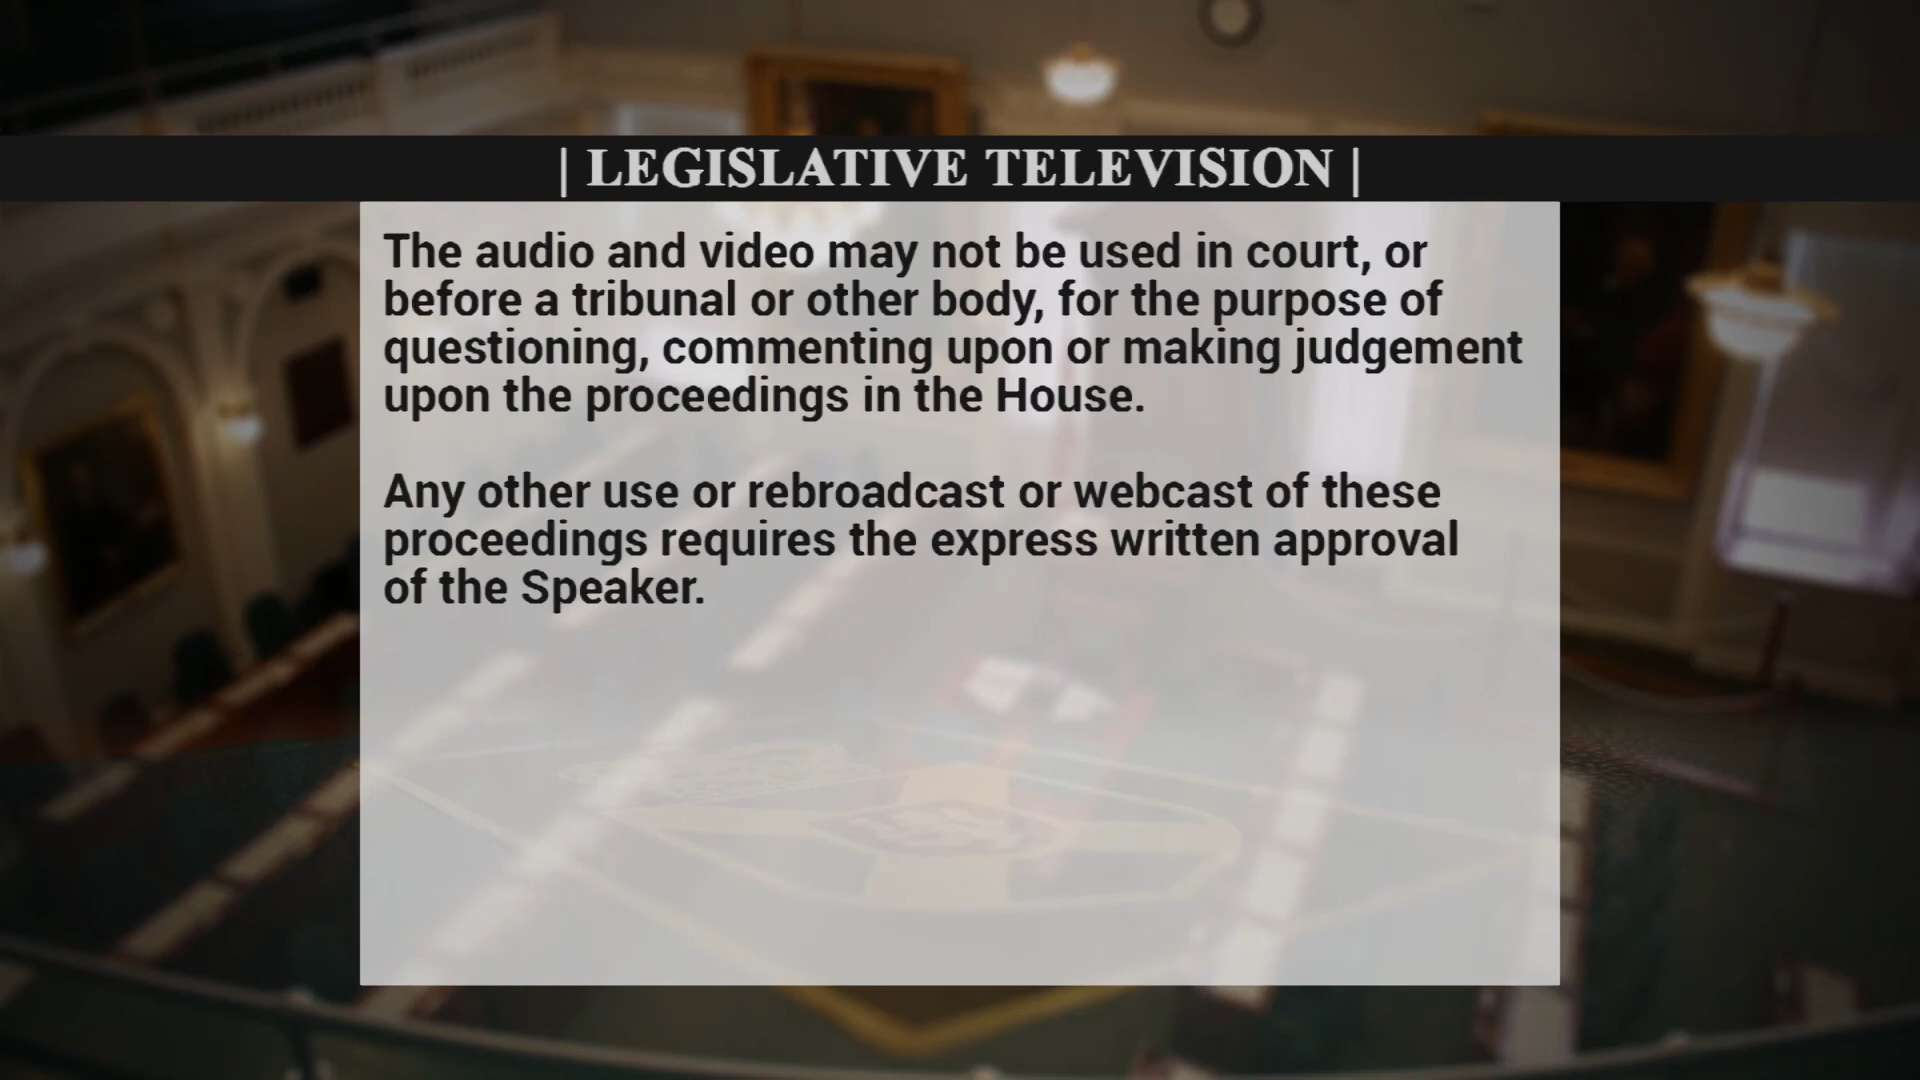 | LEGISLATIVE TELEVISION |
The audio and video may not be used in court, or
before a tribunal or other body, for the purpose of
questioning, commenting upon or making judgement
upon the proceedings in the House.
Any other use or rebroadcast or webcast of these
proceedings requires the express written approval
of the Speaker.